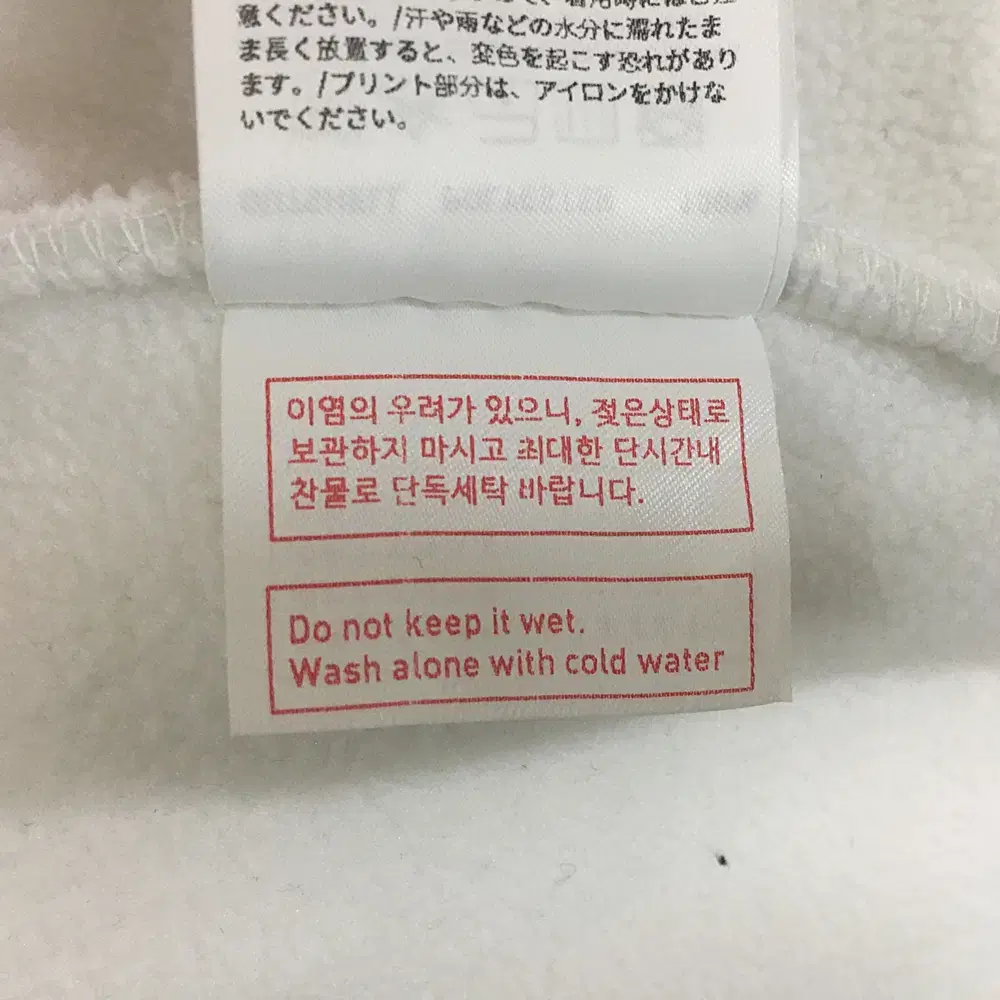 意ください。/汗や雨などの水分に濡れたま
ま長く放置すると、変色を起こす恐れがあり
ます。/プリント部分は、アイロンをかけな
いでください。
이염의 우려가 있으니, 젖은상태로
보관하지 마시고 최대한 단시간내
찬물로 단독세탁 바랍니다.
Do not keep it wet.
Wash alone with cold water